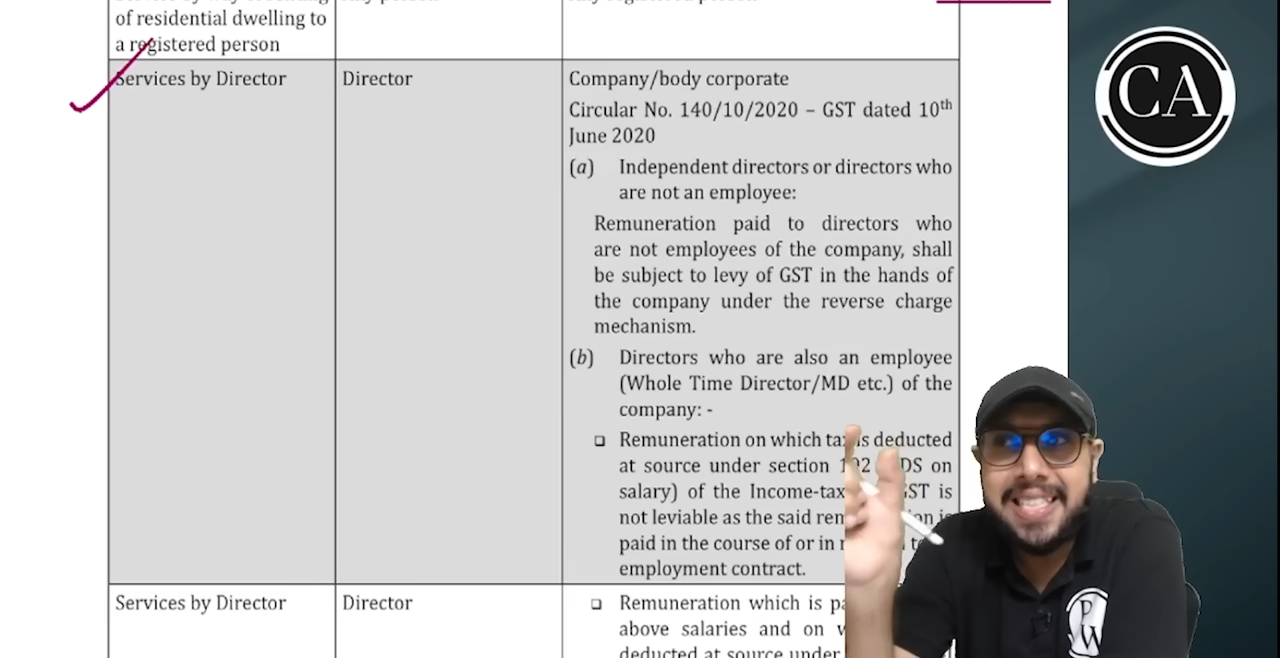 of residential dwelling to
a registered person
Services by Director
Director
Company/body corporate
Circular No. 140/10/2020 – GST dated 10th
June 2020
(a) Independent directors or directors who
are not an employee:
Remuneration paid to directors who
are not employees of the company, shall
be subject to levy of GST in the hands of
the company under the reverse charge
mechanism.
(b) Directors who are also an employee
(Whole Time Director/MD etc.) of the
company: -
Remuneration on which tax is deducted
at source under section DS on
salary) of the Income-tax GST is
not leviable as the said
paid in the course of or in
employment contract.
Services by Director
Director
Remuneration which is
above salaries and on
deducted at source under
CA
PW